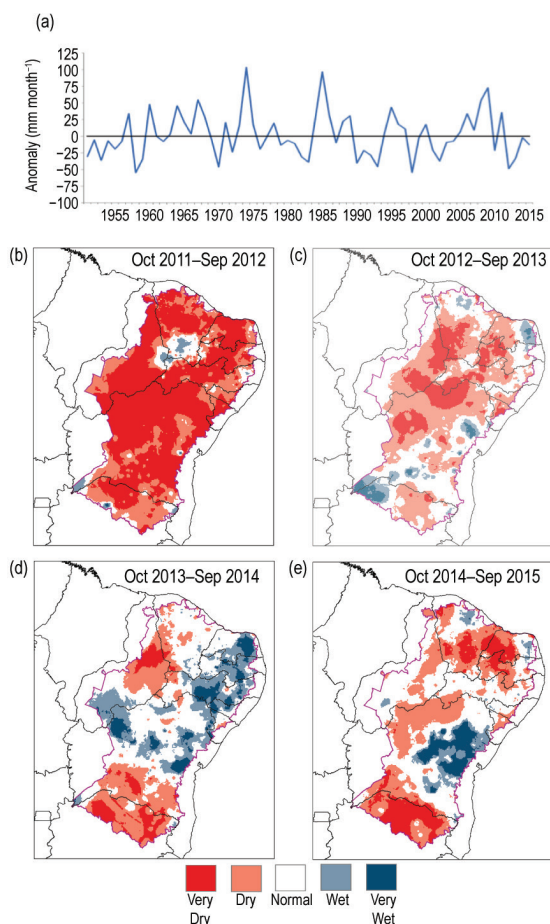 (a)
Anomaly (mm month⁻¹)
125
100
75
50
25
0
−25
−50
−75
−100
1955 1960 1964 1965 1970 1975 1980 1985 1990 1995 2000 2005 2010 2015
(b)
Oct 2011–Sep 2012
(c)
Oct 2012–Sep 2013
(d)
Oct 2013–Sep 2014
(e)
Oct 2014–Sep 2015
Very Dry Normal Wet Very
Dry Wet